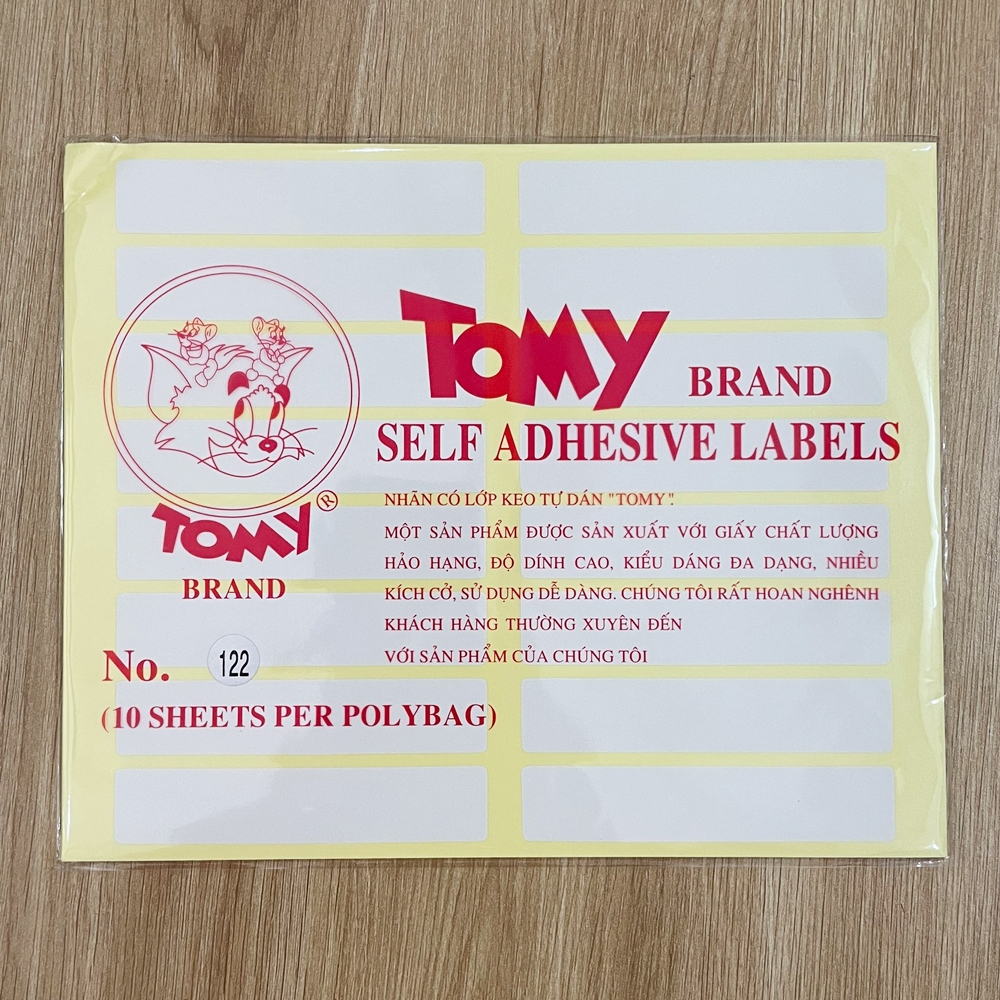 TOMY BRAND
SELF ADHESIVE LABELS
NHÃN CÓ LỚP KEO TỰ DÁN "TOMY".
MỘT SẢN PHẨM ĐƯỢC SẢN XUẤT VỚI GIẤY CHẤT LƯỢNG
HẢO HẠNG, ĐỘ DÍNH CAO, KIỂU DÁNG ĐA DẠNG, NHIỀU
KÍCH CỞ, SỬ DỤNG DỄ DÀNG. CHÚNG TÔI RẤT HOAN NGHÊNH
KHÁCH HÀNG THƯỜNG XUYÊN ĐẾN
VỚI SẢN PHẨM CỦA CHÚNG TÔI
TOMY®
BRAND
No. 122
(10 SHEETS PER POLYBAG)